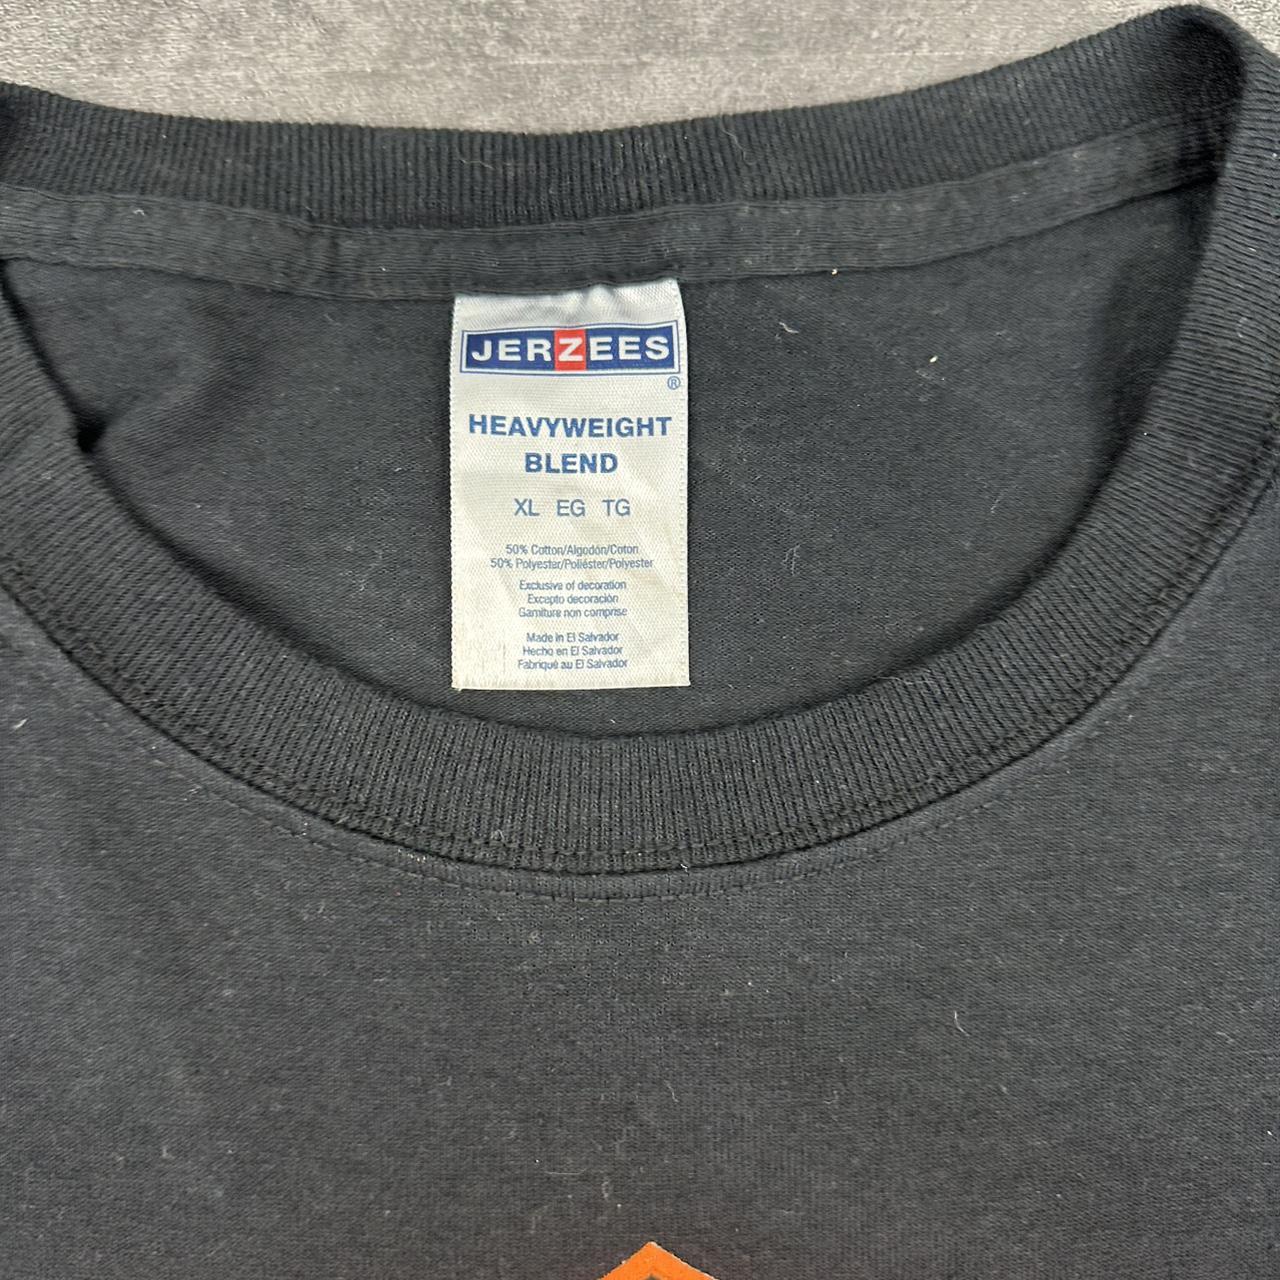 JERZEES
®
HEAVYWEIGHT
BLEND
XL EG TG
50% Cotton/Algodón/Coton
50% Polyester/Poliéster/Polyester
Exclusive of decoration
Excepto decoración
Garniture non comprise
Made in El Salvador
Hecho en El Salvador
Fabriqué au El Salvador